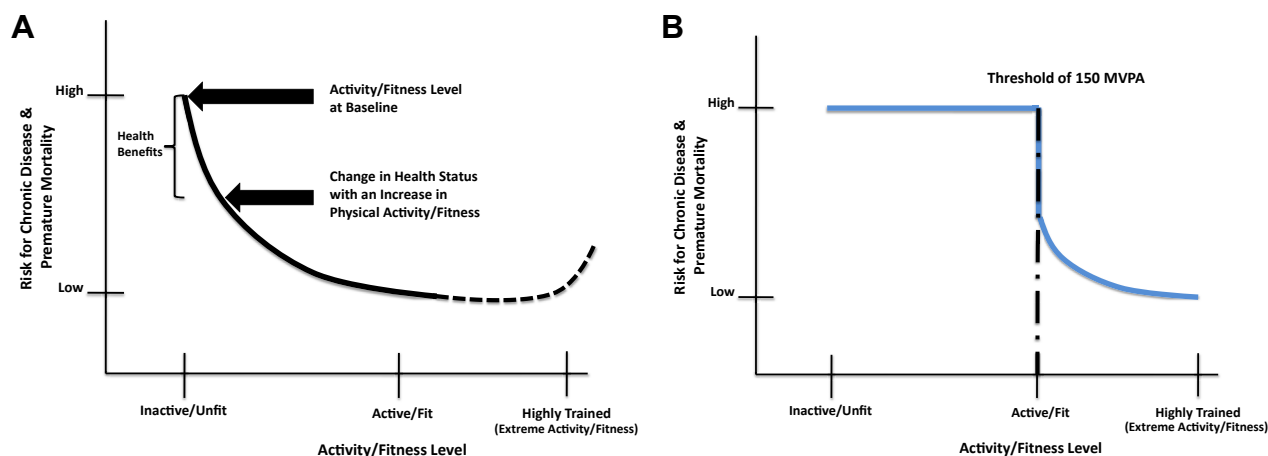 A
Risk for Chronic Disease &
Premature Mortality
High
Low
Health
Benefits
Activity/Fitness Level
at Baseline
Change in Health Status
with an Increase in
Physical Activity/Fitness
Inactive/Unfit
Active/Fit
Highly Trained
(Extreme Activity/Fitness)
Activity/Fitness Level
B
Risk for Chronic Disease &
Premature Mortality
High
Low
Threshold of 150 MVPA
Inactive/Unfit
Active/Fit
Highly Trained
(Extreme Activity/Fitness)
Activity/Fitness Level